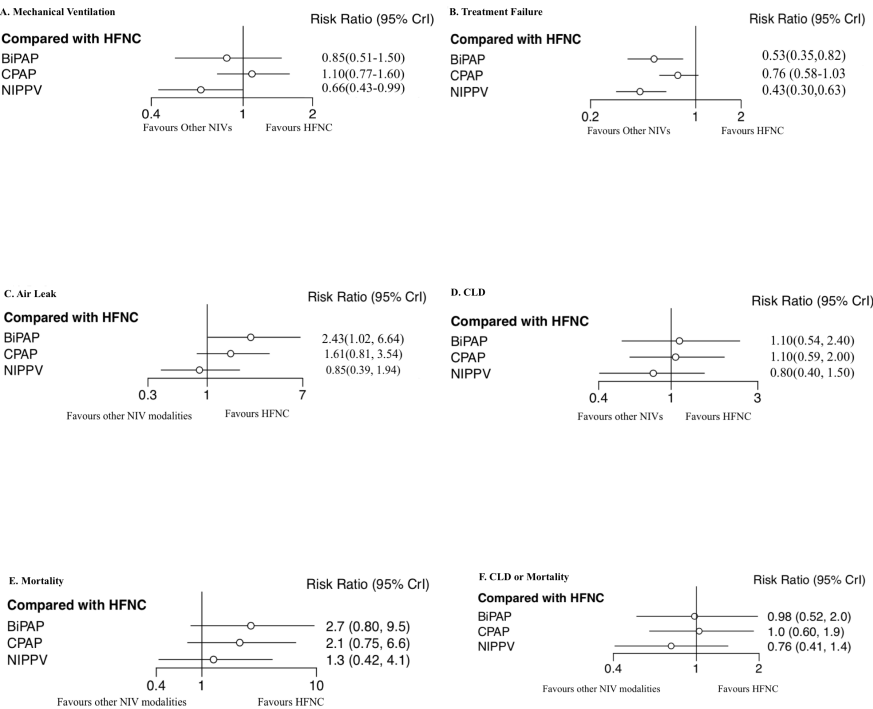 A. Mechanical Ventilation
Risk Ratio (95% CrI)
Compared with HFNC
BiPAP 0.85(0.51-1.50)
CPAP 1.10(0.77-1.60)
NIPPV 0.66(0.43-0.99)
0.4 1 2
Favours Other NIVs Favours HFNC
B. Treatment Failure
Risk Ratio (95% CrI)
Compared with HFNC
BiPAP 0.53(0.35,0.82)
CPAP 0.76 (0.58-1.03
NIPPV 0.43(0.30,0.63)
0.2 1 2
Favours Other NIVs Favours HFNC
C. Air Leak
Risk Ratio (95% CrI)
Compared with HFNC
BiPAP 2.43(1.02, 6.64)
CPAP 1.61(0.81, 3.54)
NIPPV 0.85(0.39, 1.94)
0.3 1 7
Favours other NIV modalities Favours HFNC
D. CLD
Risk Ratio (95% CrI)
Compared with HFNC
BiPAP 1.10(0.54, 2.40)
CPAP 1.10(0.59, 2.00)
NIPPV 0.80(0.40, 1.50)
0.4 1 3
Favours other NIVs Favours HFNC
E. Mortality
Risk Ratio (95% CrI)
Compared with HFNC
BiPAP 2.7 (0.80, 9.5)
CPAP 2.1 (0.75, 6.6)
NIPPV 1.3 (0.42, 4.1)
0.4 1 10
Favours other NIV modalities Favours HFNC
F. CLD or Mortality
Risk Ratio (95% CrI)
Compared with HFNC
BiPAP 0.98 (0.52, 2.0)
CPAP 1.0 (0.60, 1.9)
NIPPV 0.76 (0.41, 1.4)
0.4 1 2
Favours other NIV modalities Favours HFNC